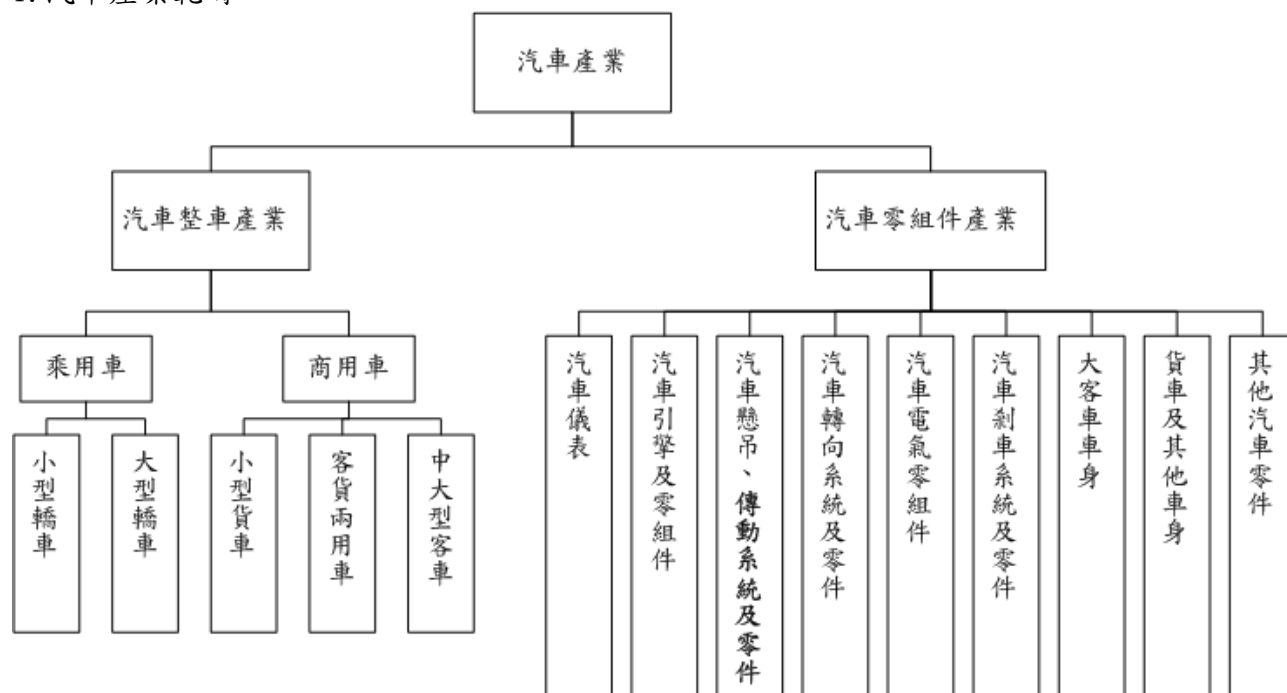 汽車產業
汽車整車產業
汽車零組件產業
乘用車
商用車
小型轎車
大型轎車
小型貨車
客貨兩用車
中大型客車
汽車儀表
汽車引擎及零組件
汽車懸吊、傳動系統及零件
汽車轉向系統及零件
汽車電氣零組件
汽車剎車系統及零件
大客車車身
貨車及其他車身
其他汽車零件